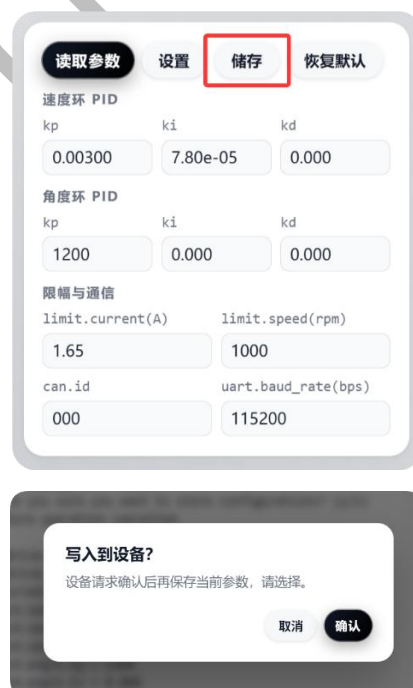 读取参数 设置 储存 恢复默认
速度环 PID
kp ki kd
0.00300 7.80e-05 0.000
角度环 PID
kp ki kd
1200 0.000 0.000
限幅与通信
limit.current(A) limit.speed(rpm)
1.65 1000
can.id uart.baud_rate(bps)
000 115200
写入到设备?
设备请求确认后再保存当前参数，请选择。
取消 确认